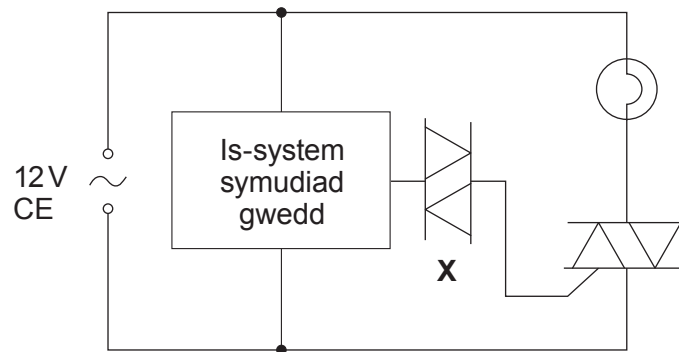 12 V
CE
Is-system
symudiad
gwedd
X